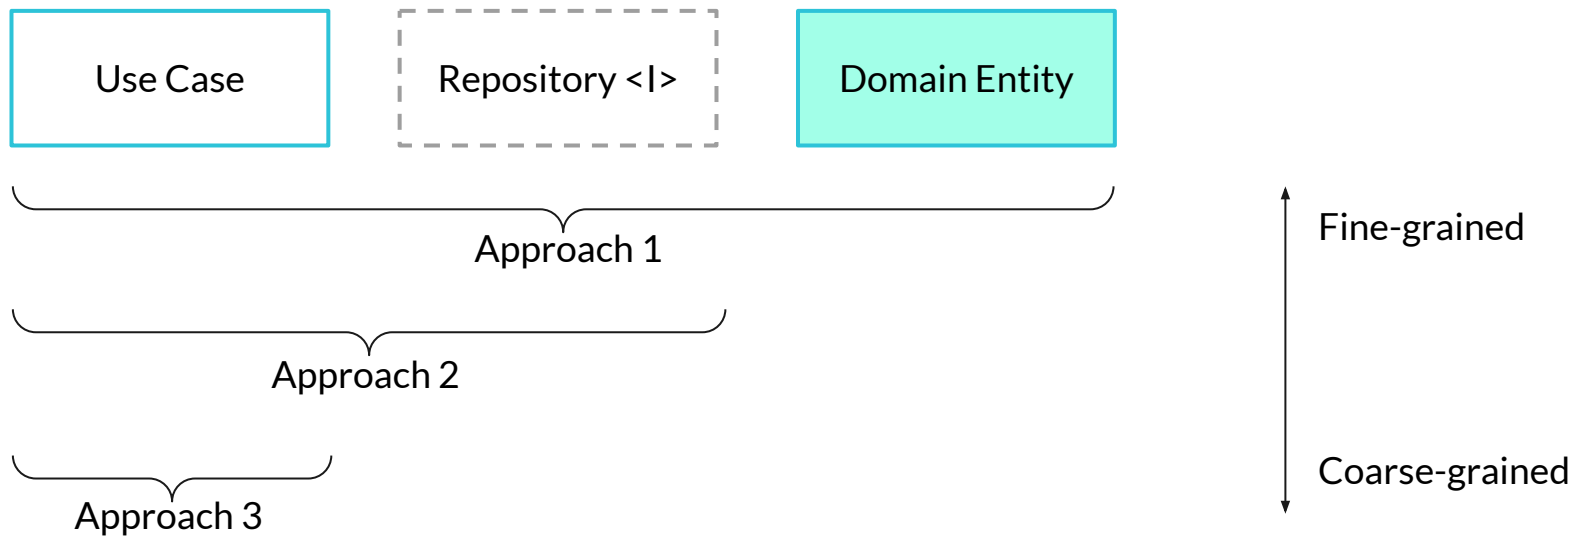 Use Case
Repository <I>
Domain Entity
Approach 1
Approach 2
Approach 3
Fine-grained
Coarse-grained